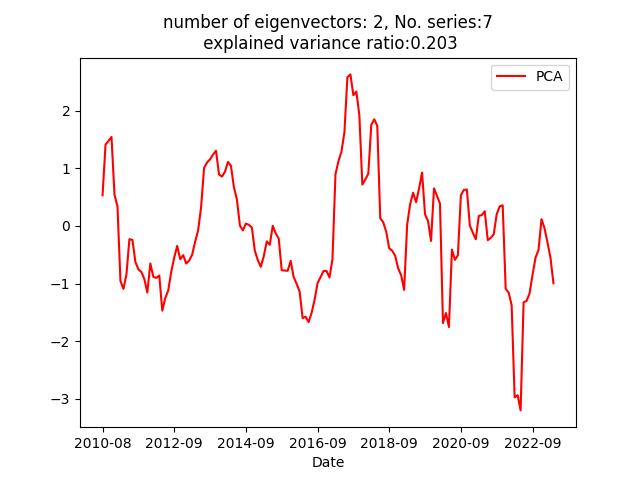 number of eigenvectors: 2, No. series:7
explained variance ratio:0.203
PCA
2
1
0
−1
−2
−3
2010-08 2012-09 2014-09 2016-09 2018-09 2020-09 2022-09
Date